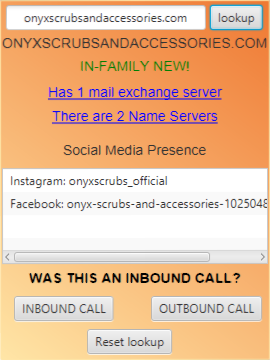 onyxscrubsandaccessories.com lookup
ONYXSCRUBSANDACCESSORIES.COM
IN-FAMILY NEW!
Has 1 mail exchange server
There are 2 Name Servers
Social Media Presence
Instagram: onyxscrubs_official
Facebook: onyx-scrubs-and-accessories-1025048
WAS THIS AN INBOUND CALL?
INBOUND CALL OUTBOUND CALL
Reset lookup